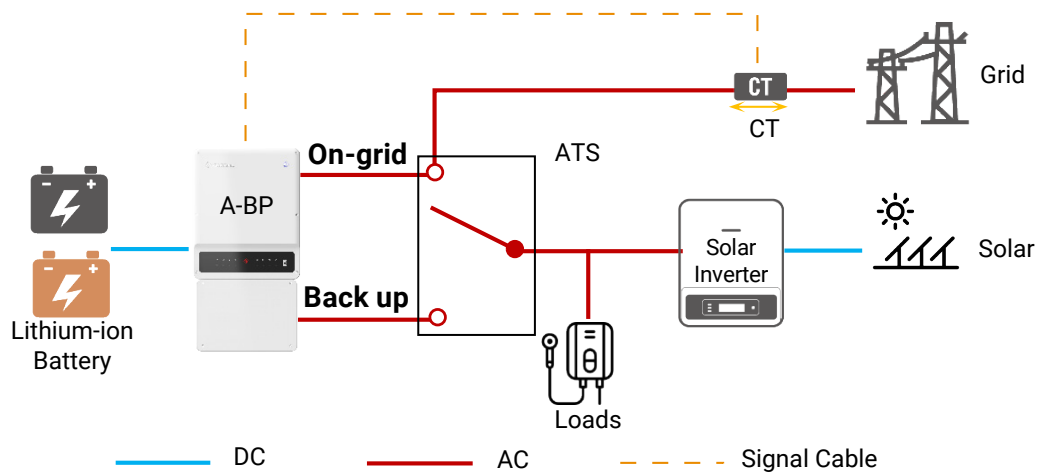 CT
Grid
CT
On-grid
ATS
A-BP
Solar
Inverter
Solar
Back up
Lithium-ion
Battery
Loads
DC
AC
Signal Cable